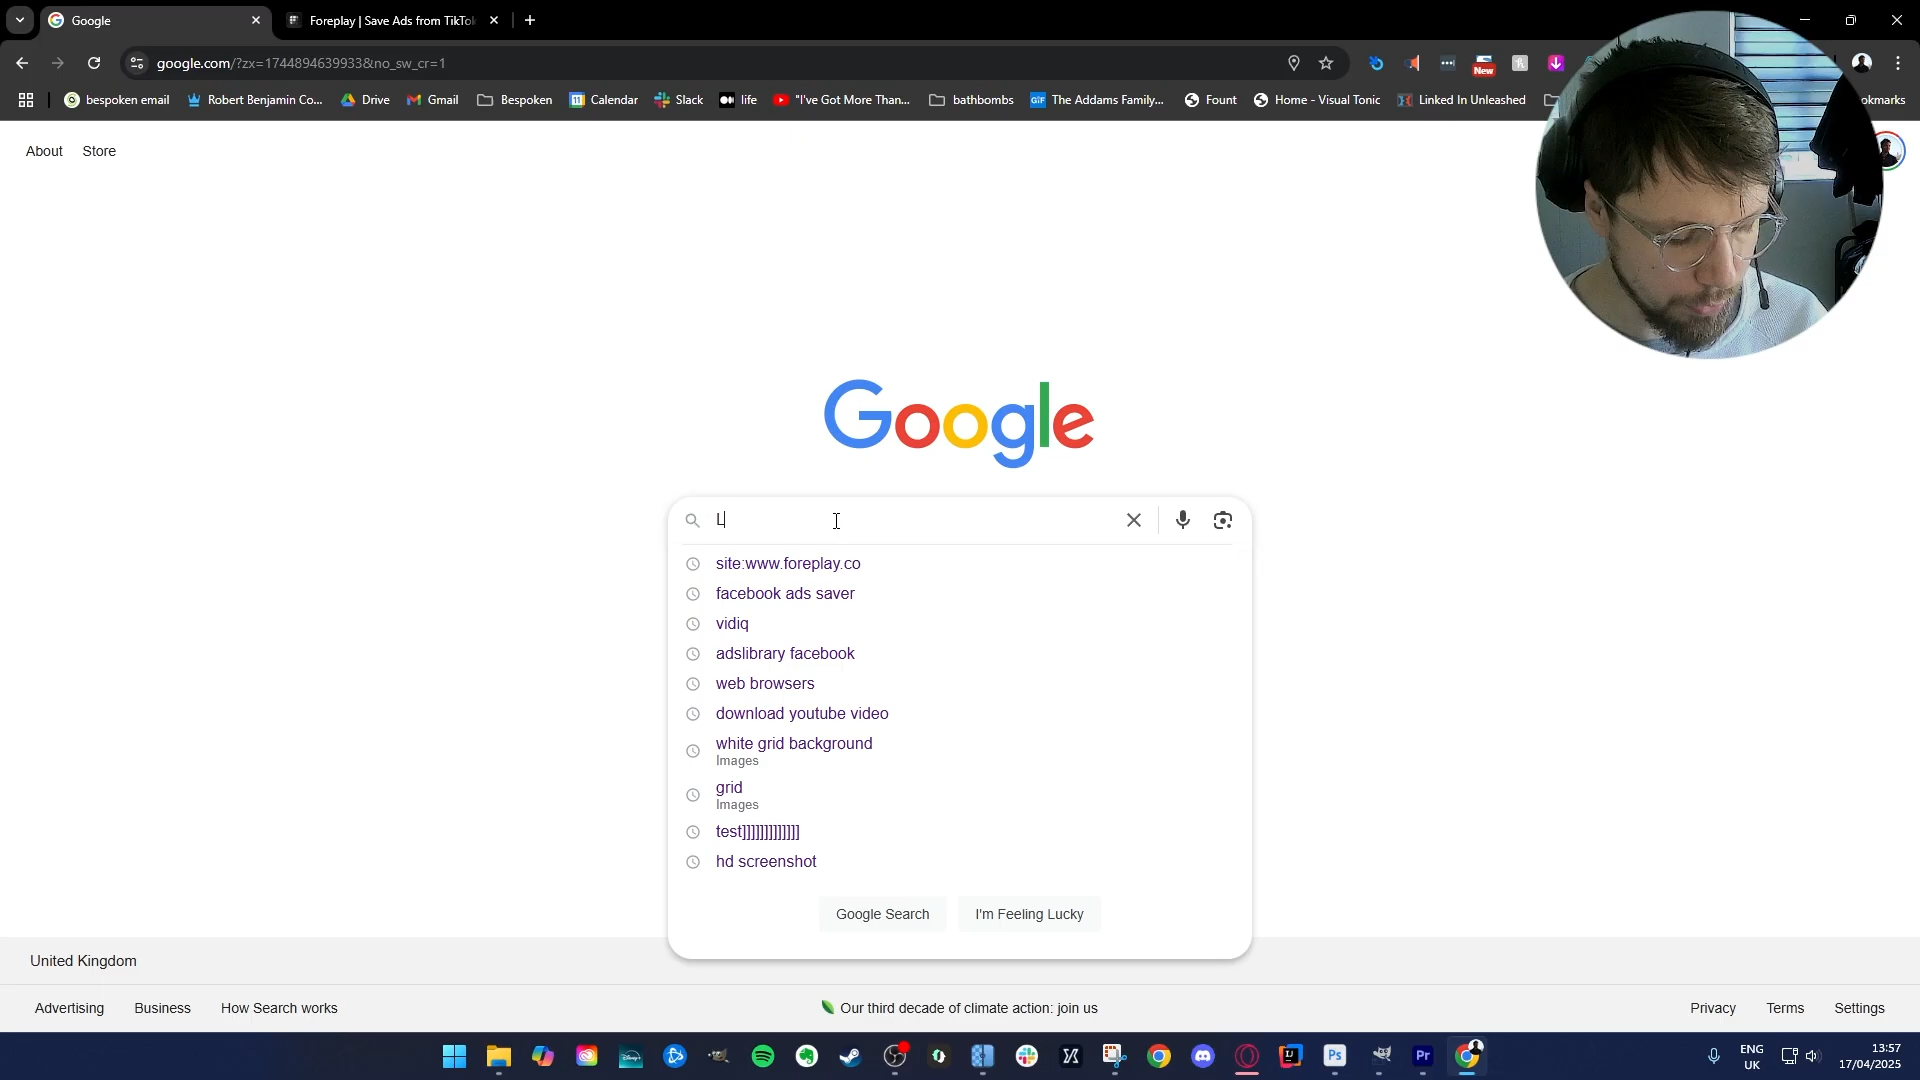 Google
Foreplay | Save Ads from TikTok
google.com/?zx=1744894639933&no_sw_cr=1
New
bespoken email
Robert Benjamin Co...
Drive
Gmail
Bespoken
Calendar
Slack
life
"I've Got More Than...
bathbombs
GIF
The Addams Family...
Fount
Home - Visual Tonic
Linked In Unleashed
okmarks
About
Store
Google
L
site:www.foreplay.co
facebook ads saver
vidiq
adslibrary facebook
web browsers
download youtube video
white grid background
Images
grid
Images
test]]]]]]]]]]]]]
hd screenshot
Google Search
I'm Feeling Lucky
United Kingdom
Advertising
Business
How Search works
Our third decade of climate action: join us
Privacy
Terms
Settings
Disney+
Ps
Pr
ENG
UK
13:57
17/04/2025